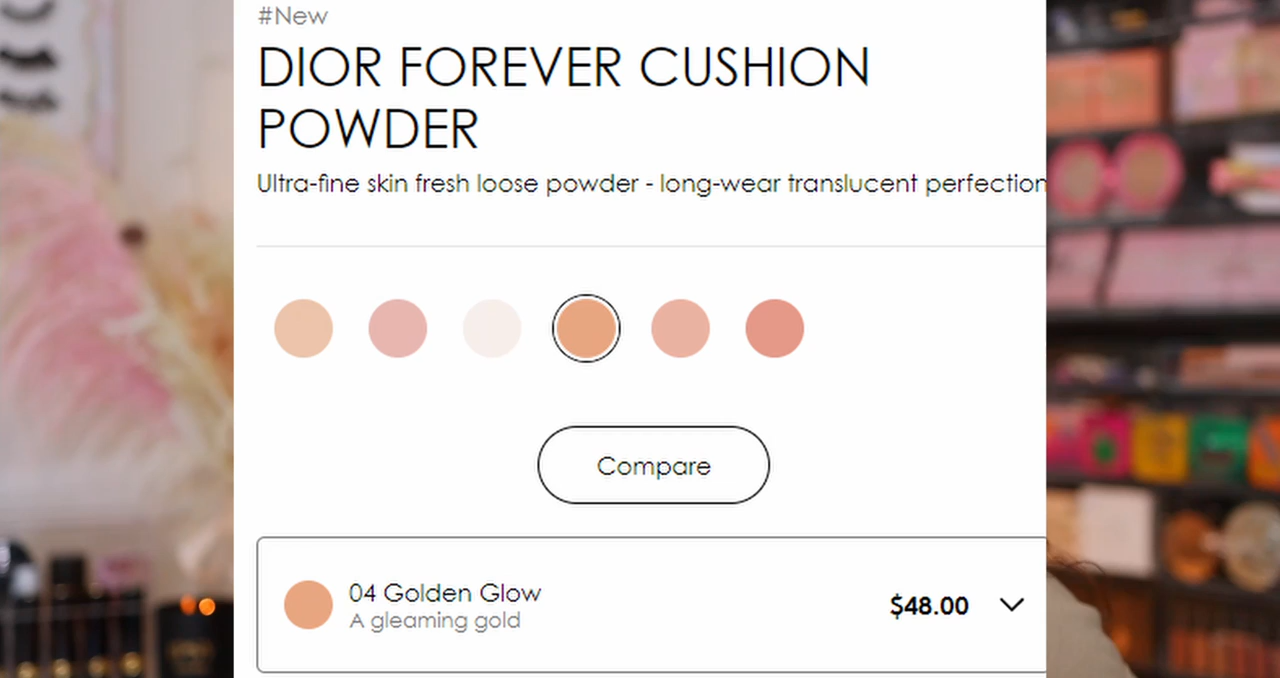 #New
DIOR FOREVER CUSHION
POWDER
Ultra-fine skin fresh loose powder - long-wear translucent perfection
Compare
04 Golden Glow
$48.00
A gleaming gold